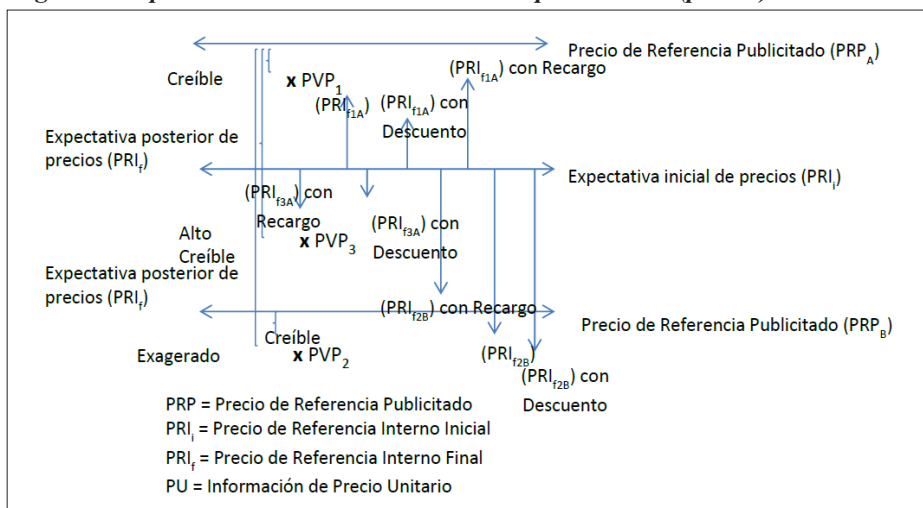 Precio de Referencia Publicitado (PRP_A)
Creíble
(PRI_f1A) con Recargo
x PVP_1
(PRI_f1A)
(PRI_f1A) con
Descuento
Expectativa posterior de
precios (PRI_f)
Expectativa inicial de precios (PRI_i)
(PRI_f3A) con
Recargo
(PRI_f3A) con
Descuento
Alto
Creíble
x PVP_3
Expectativa posterior de
precios (PRI_f)
(PRI_f2B) con Recargo
Precio de Referencia Publicitado (PRP_B)
Creíble
Exagerado
x PVP_2
(PRI_f2B)
(PRI_f2B) con
Descuento
PRP = Precio de Referencia Publicitado
PRI_i = Precio de Referencia Interno Inicial
PRI_f = Precio de Referencia Interno Final
PU = Información de Precio Unitario